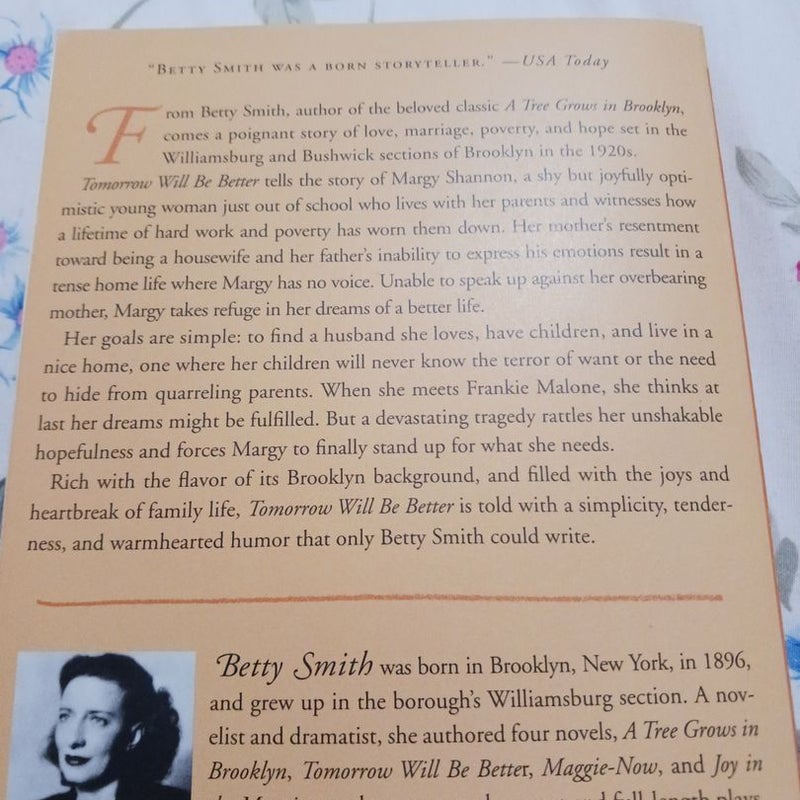 "BETTY SMITH WAS A BORN STORYTELLER." —USA Today
From Betty Smith, author of the beloved classic A Tree Grows in Brooklyn,
comes a poignant story of love, marriage, poverty, and hope set in the
Williamsburg and Bushwick sections of Brooklyn in the 1920s.
Tomorrow Will Be Better tells the story of Margy Shannon, a shy but joyfully opti-
mistic young woman just out of school who lives with her parents and witnesses how
a lifetime of hard work and poverty has worn them down. Her mother's resentment
toward being a housewife and her father's inability to express his emotions result in a
tense home life where Margy has no voice. Unable to speak up against her overbearing
mother, Margy takes refuge in her dreams of a better life.
Her goals are simple: to find a husband she loves, have children, and live in a
nice home, one where her children will never know the terror of want or the need
to hide from quarreling parents. When she meets Frankie Malone, she thinks at
last her dreams might be fulfilled. But a devastating tragedy rattles her unshakable
hopefulness and forces Margy to finally stand up for what she needs.
Rich with the flavor of its Brooklyn background, and filled with the joys and
heartbreak of family life, Tomorrow Will Be Better is told with a simplicity, tender-
ness, and warmhearted humor that only Betty Smith could write.
Betty Smith was born in Brooklyn, New York, in 1896,
and grew up in the borough's Williamsburg section. A nov-
elist and dramatist, she authored four novels, A Tree Grows in
Brooklyn, Tomorrow Will Be Better, Maggie-Now, and Joy in